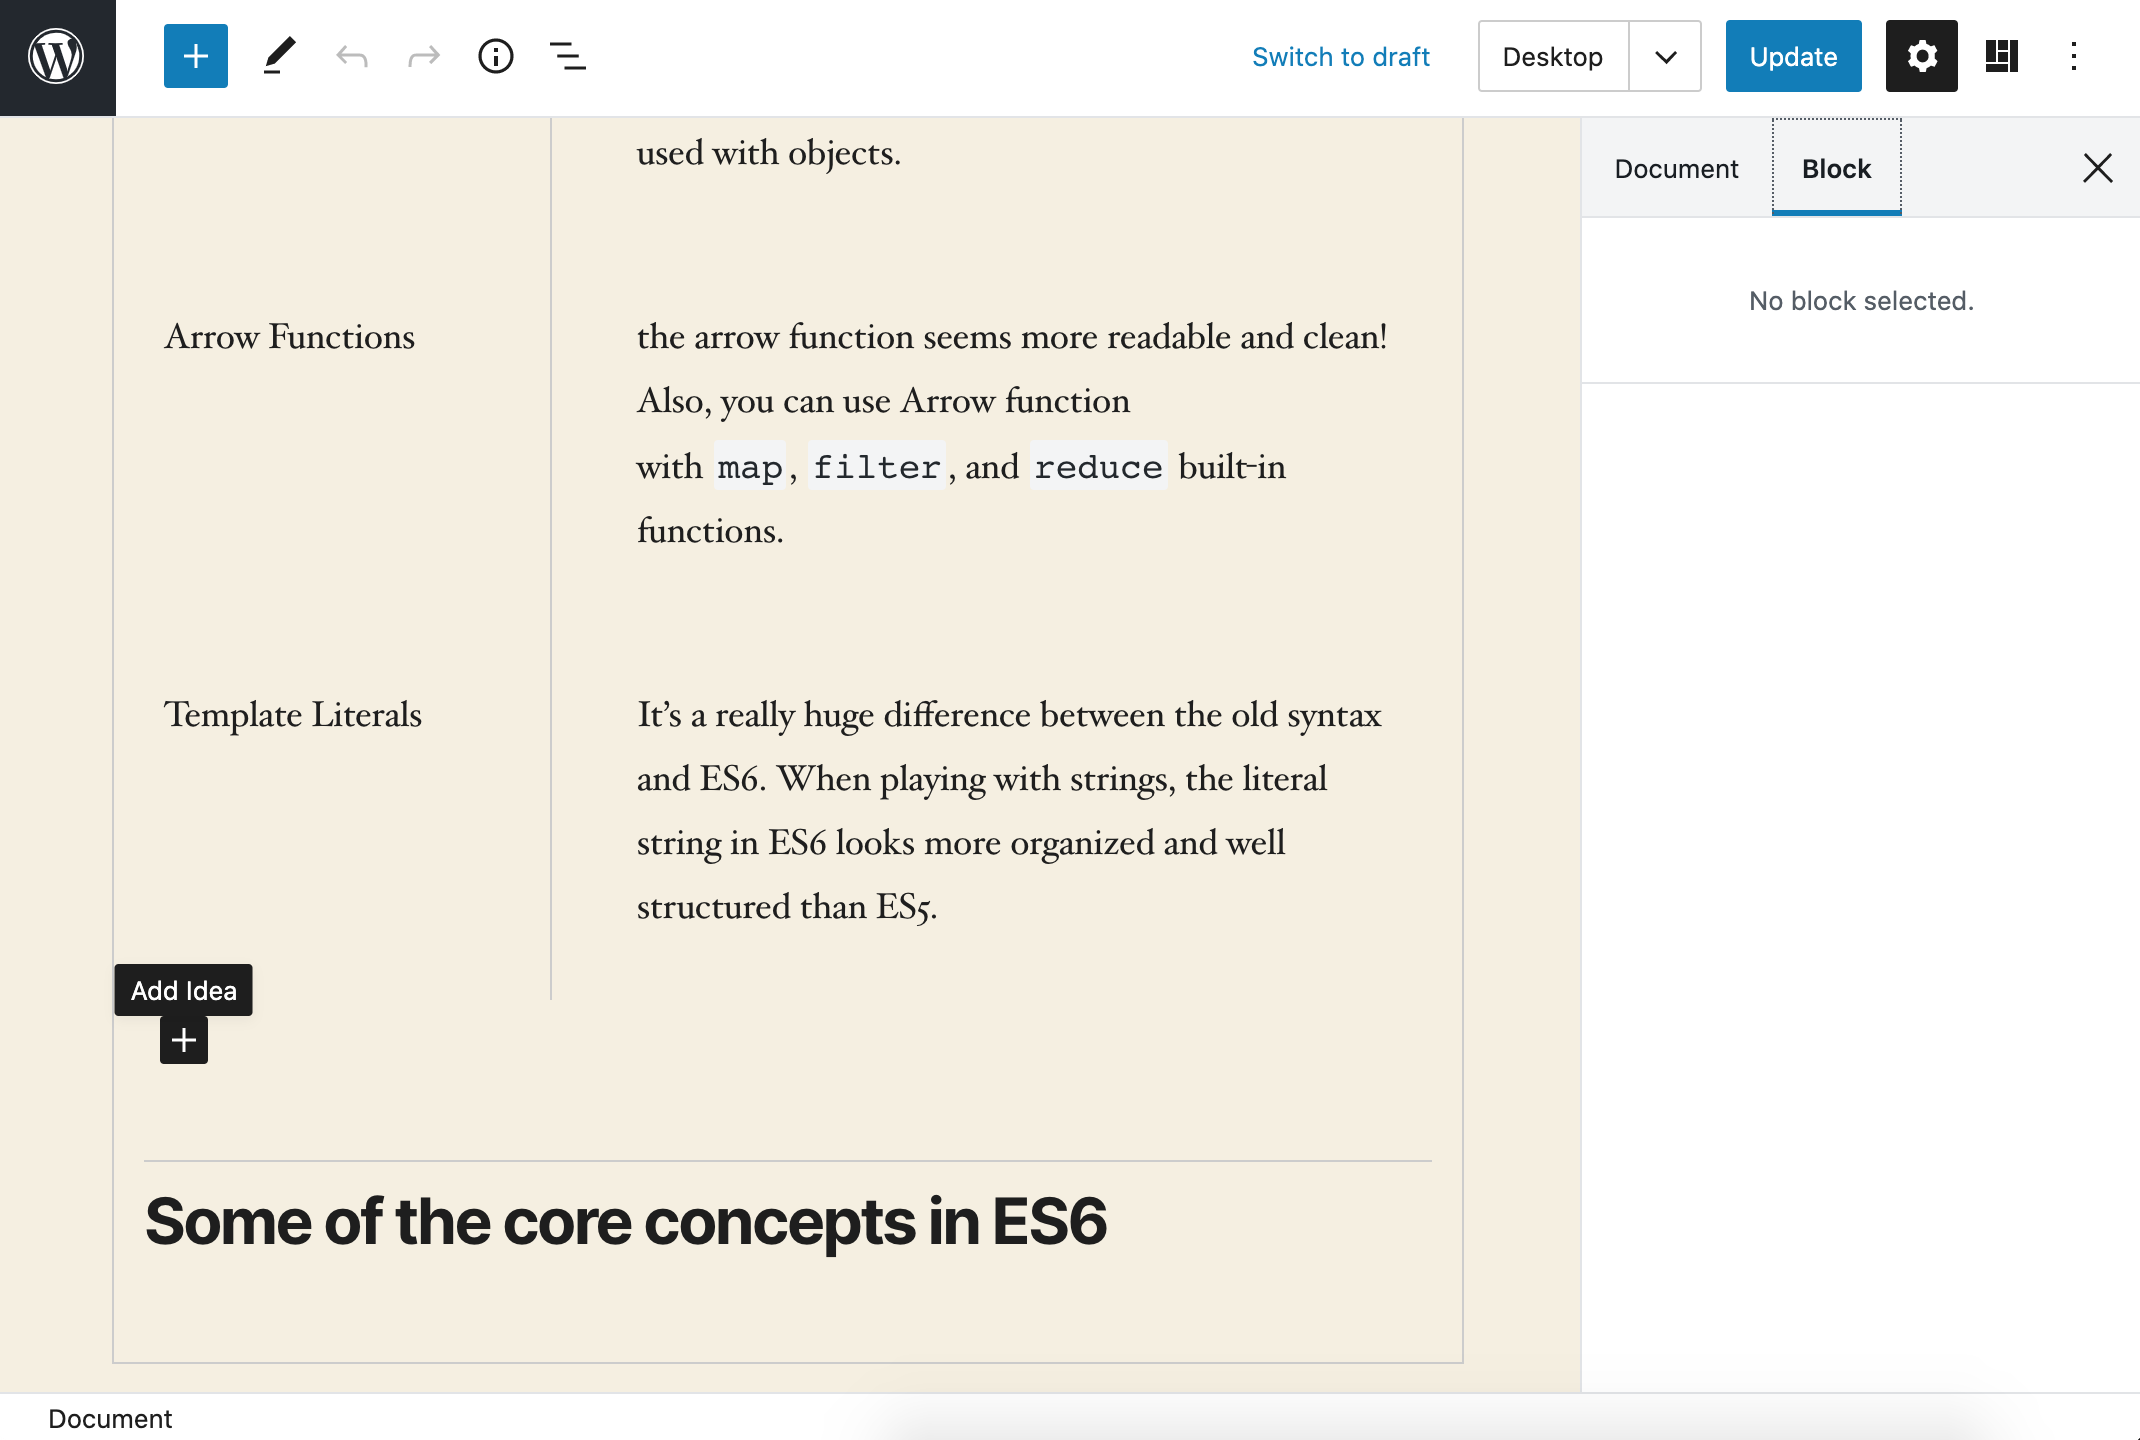 Switch to draft
Desktop
Update
Document
Block
No block selected.
used with objects.
Arrow Functions
the arrow function seems more readable and clean!
Also, you can use Arrow function
with map, filter, and reduce built-in
functions.
Template Literals
It’s a really huge difference between the old syntax
and ES6. When playing with strings, the literal
string in ES6 looks more organized and well
structured than ES5.
Add Idea
Some of the core concepts in ES6
Document